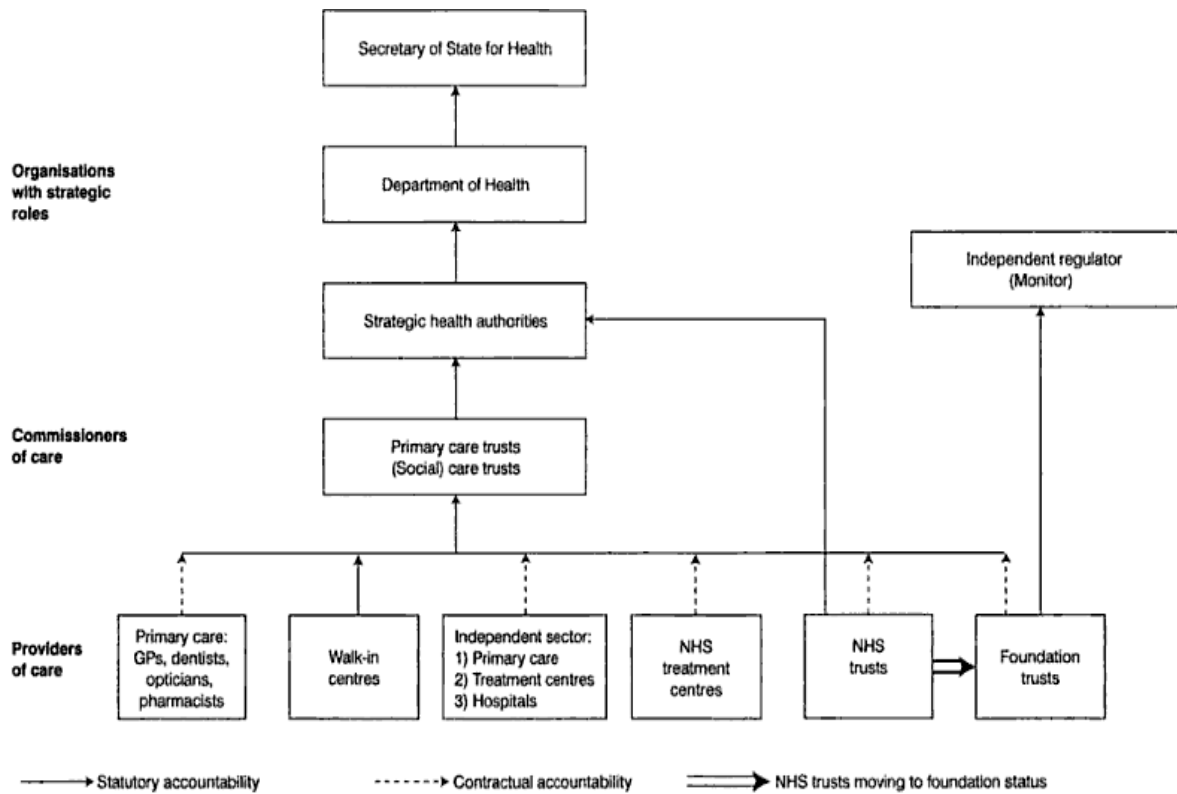 Secretary of State for Health
Organisations
with strategic
roles
Department of Health
Independent regulator
(Monitor)
Strategic health authorities
Commissioners
of care
Primary care trusts
(Social) care trusts
Providers
of care
Primary care:
GPs, dentists,
opticians,
pharmacists
Walk-in
centres
Independent sector:
1) Primary care
2) Treatment centres
3) Hospitals
NHS
treatment
centres
NHS
trusts
Foundation
trusts
Statutory accountability
Contractual accountability
NHS trusts moving to foundation status